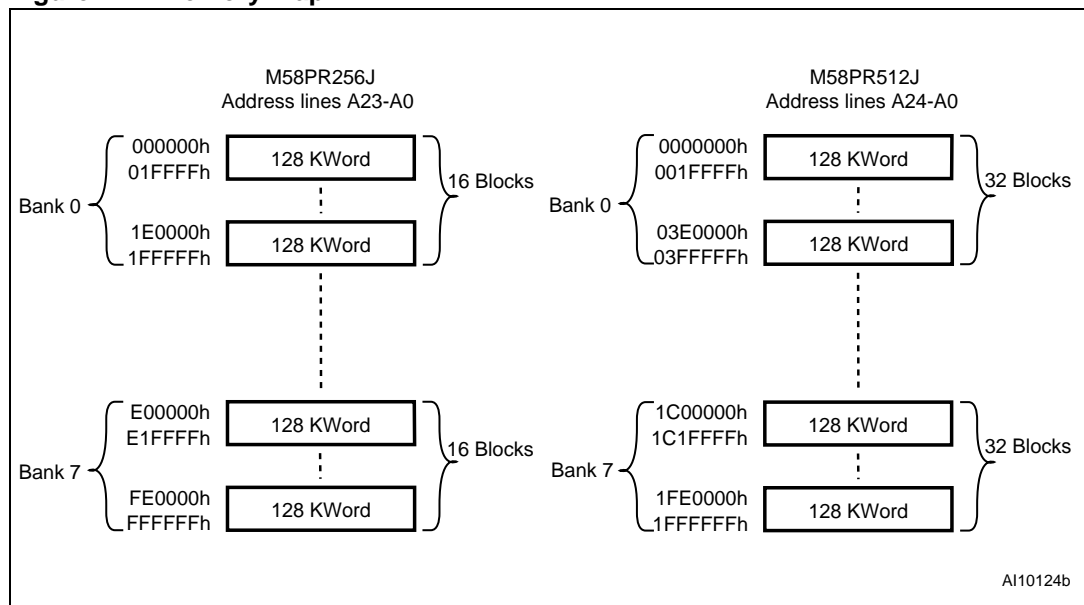 M58PR256J
Address lines A23-A0
Bank 0
000000h
01FFFFh
128 KWord
1E0000h
1FFFFFh
128 KWord
16 Blocks
Bank 7
E00000h
E1FFFFh
128 KWord
FE0000h
FFFFFFh
128 KWord
16 Blocks
M58PR512J
Address lines A24-A0
Bank 0
0000000h
001FFFFh
128 KWord
03E0000h
03FFFFFh
128 KWord
32 Blocks
Bank 7
1C00000h
1C1FFFFh
128 KWord
1FE0000h
1FFFFFFh
128 KWord
32 Blocks
AI10124b